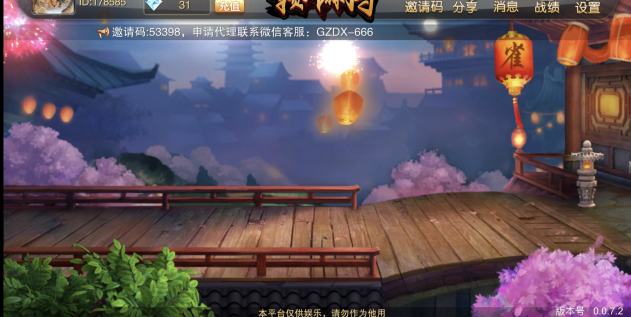 ID:178585
31
充值
邀请码 分享 消息 战绩 设置
邀请码:53398，申请代理联系微信客服：GZDX-666
雀
本平台仅供娱乐，请勿作为他用
版本号 0.0.7.2